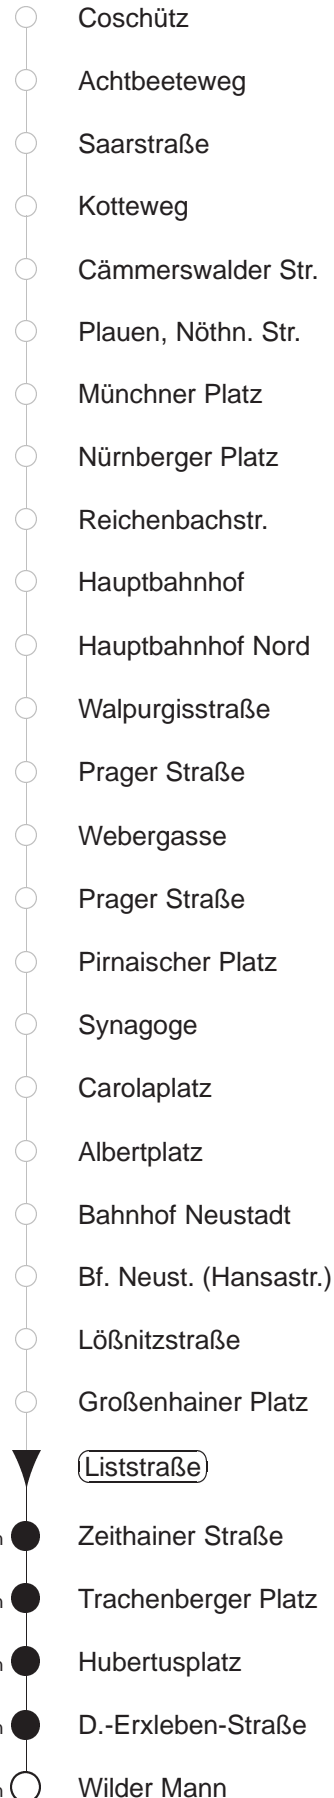 Coschütz
Achtbeeteweg
Saarstraße
Kotteweg
Cämmerswalder Str.
Plauen, Nöthn. Str.
Münchner Platz
Nürnberger Platz
Reichenbachstr.
Hauptbahnhof
Hauptbahnhof Nord
Walpurgisstraße
Prager Straße
Webergasse
Prager Straße
Pirnaischer Platz
Synagoge
Carolaplatz
Albertplatz
Bahnhof Neustadt
Bf. Neust. (Hansastr.)
Lößnitzstraße
Großenhainer Platz
Liststraße
Zeithainer Straße
Trachenberger Platz
Hubertusplatz
D.-Erxleben-Straße
Wilder Mann